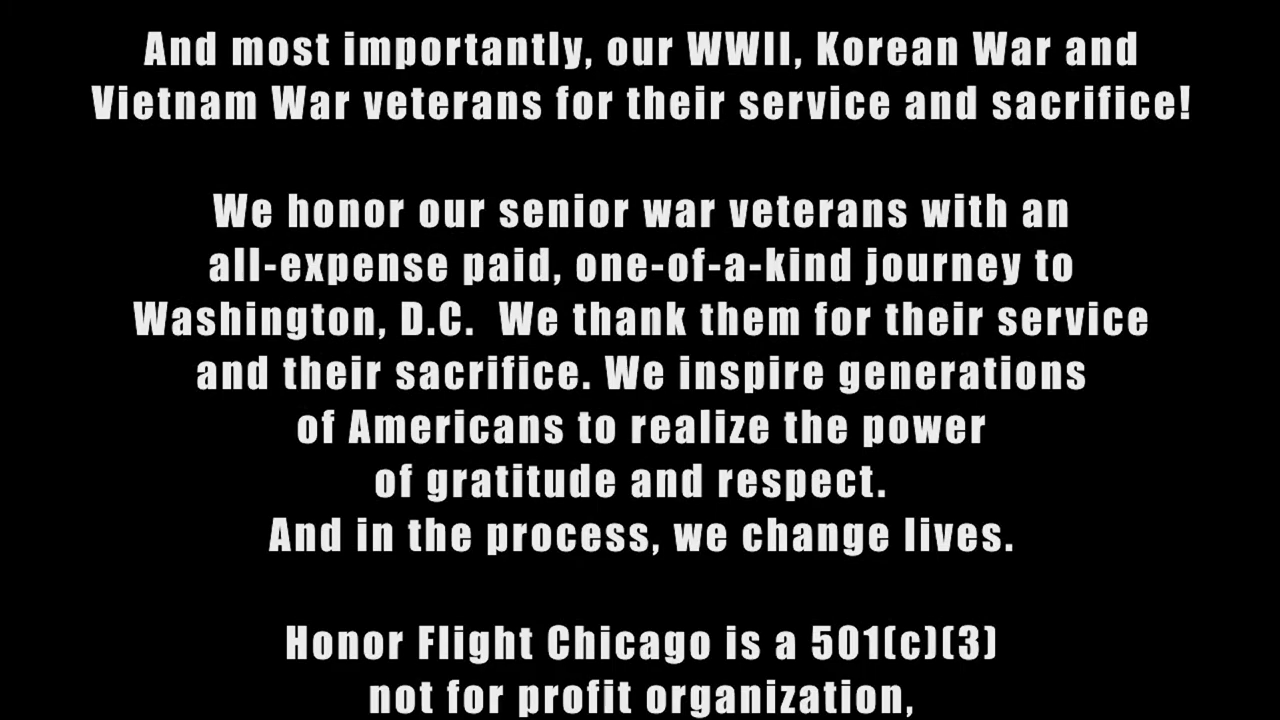 And most importantly, our WWII, Korean War and
Vietnam War veterans for their service and sacrifice!
We honor our senior war veterans with an
all-expense paid, one-of-a-kind journey to
Washington, D.C.  We thank them for their service
and their sacrifice. We inspire generations
of Americans to realize the power
of gratitude and respect.
And in the process, we change lives.
Honor Flight Chicago is a 501(c)(3)
not for profit organization,